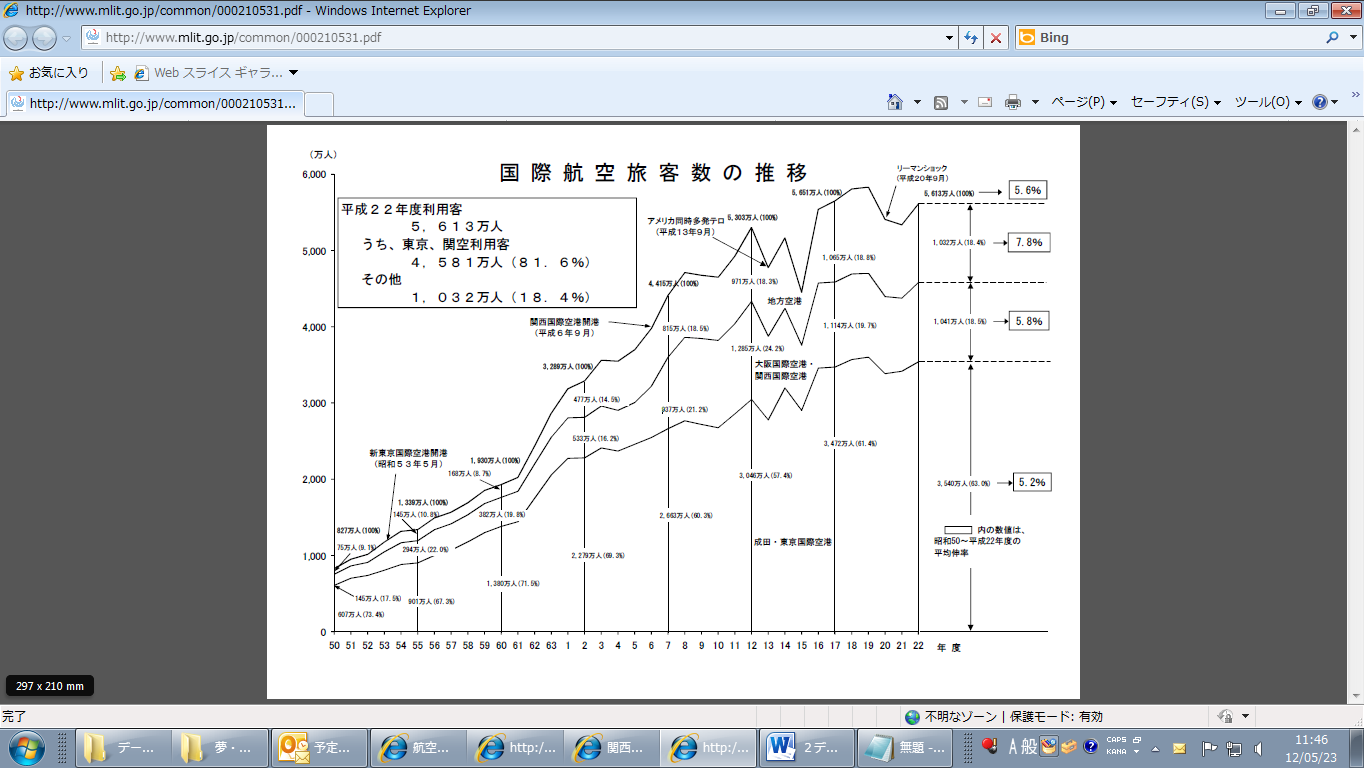 http://www.mlit.go.jp/common/000210531.pdf - Windows Internet Explorer
http://www.mlit.go.jp/common/000210531.pdf
Bing
お気に入り
Web スライス ギャラ...
http://www.mlit.go.jp/common/000210531...
ページ(P)
セーフティ(S)
ツール(O)
»
(万人)
国際航空旅客数の推移
平成２２年度利用客
５，６１３万人
うち、東京、関空利用客
４，５８１万人（８１．６％）
その他
１，０３２万人（１８．４％）
6,000
5,000
4,000
3,000
2,000
1,000
0
リーマンショック
(平成20年9月)
アメリカ同時多発テロ
(平成13年9月)
関西国際空港開港
(平成６年９月)
新東京国際空港開港
(昭和５３年５月)
827万人(100%)
1,339万人(100%)
1,930万人(100%)
3,289万人(100%)
4,415万人(100%)
5,303万人(100%)
5,651万人(100%)
5,613万人(100%)
5.6%
75万人(9.1%)
145万人(10.8%)
168万人(8.7%)
477万人(14.5%)
815万人(18.5%)
971万人(18.3%)
1,065万人(18.8%)
1,032万人(18.4%)
7.8%
地方空港
145万人(17.5%)
294万人(22.0%)
382万人(19.8%)
533万人(16.2%)
937万人(21.2%)
1,285万人(24.2%)
1,114万人(19.7%)
1,041万人(18.5%)
5.8%
大阪国際空港・
関西国際空港
607万人(73.4%)
901万人(67.3%)
1,380万人(71.5%)
2,279万人(69.3%)
2,663万人(60.3%)
3,046万人(57.4%)
3,472万人(61.4%)
3,540万人(63.0%)
5.2%
成田・東京国際空港
内の数値は、
昭和50～平成22年度の
平均伸率
50 51 52 53 54 55 56 57 58 59 60 61 62 63 1 2 3 4 5 6 7 8 9 10 11 12 13 14 15 16 17 18 19 20 21 22 年度
297 x 210 mm
完了
不明なゾーン | 保護モード: 有効
デー...
夢・...
予定...
航空...
http:/...
関西...
http:/...
２デ...
無題 -...
A 般
CAPS
KANA
11:46
12/05/23